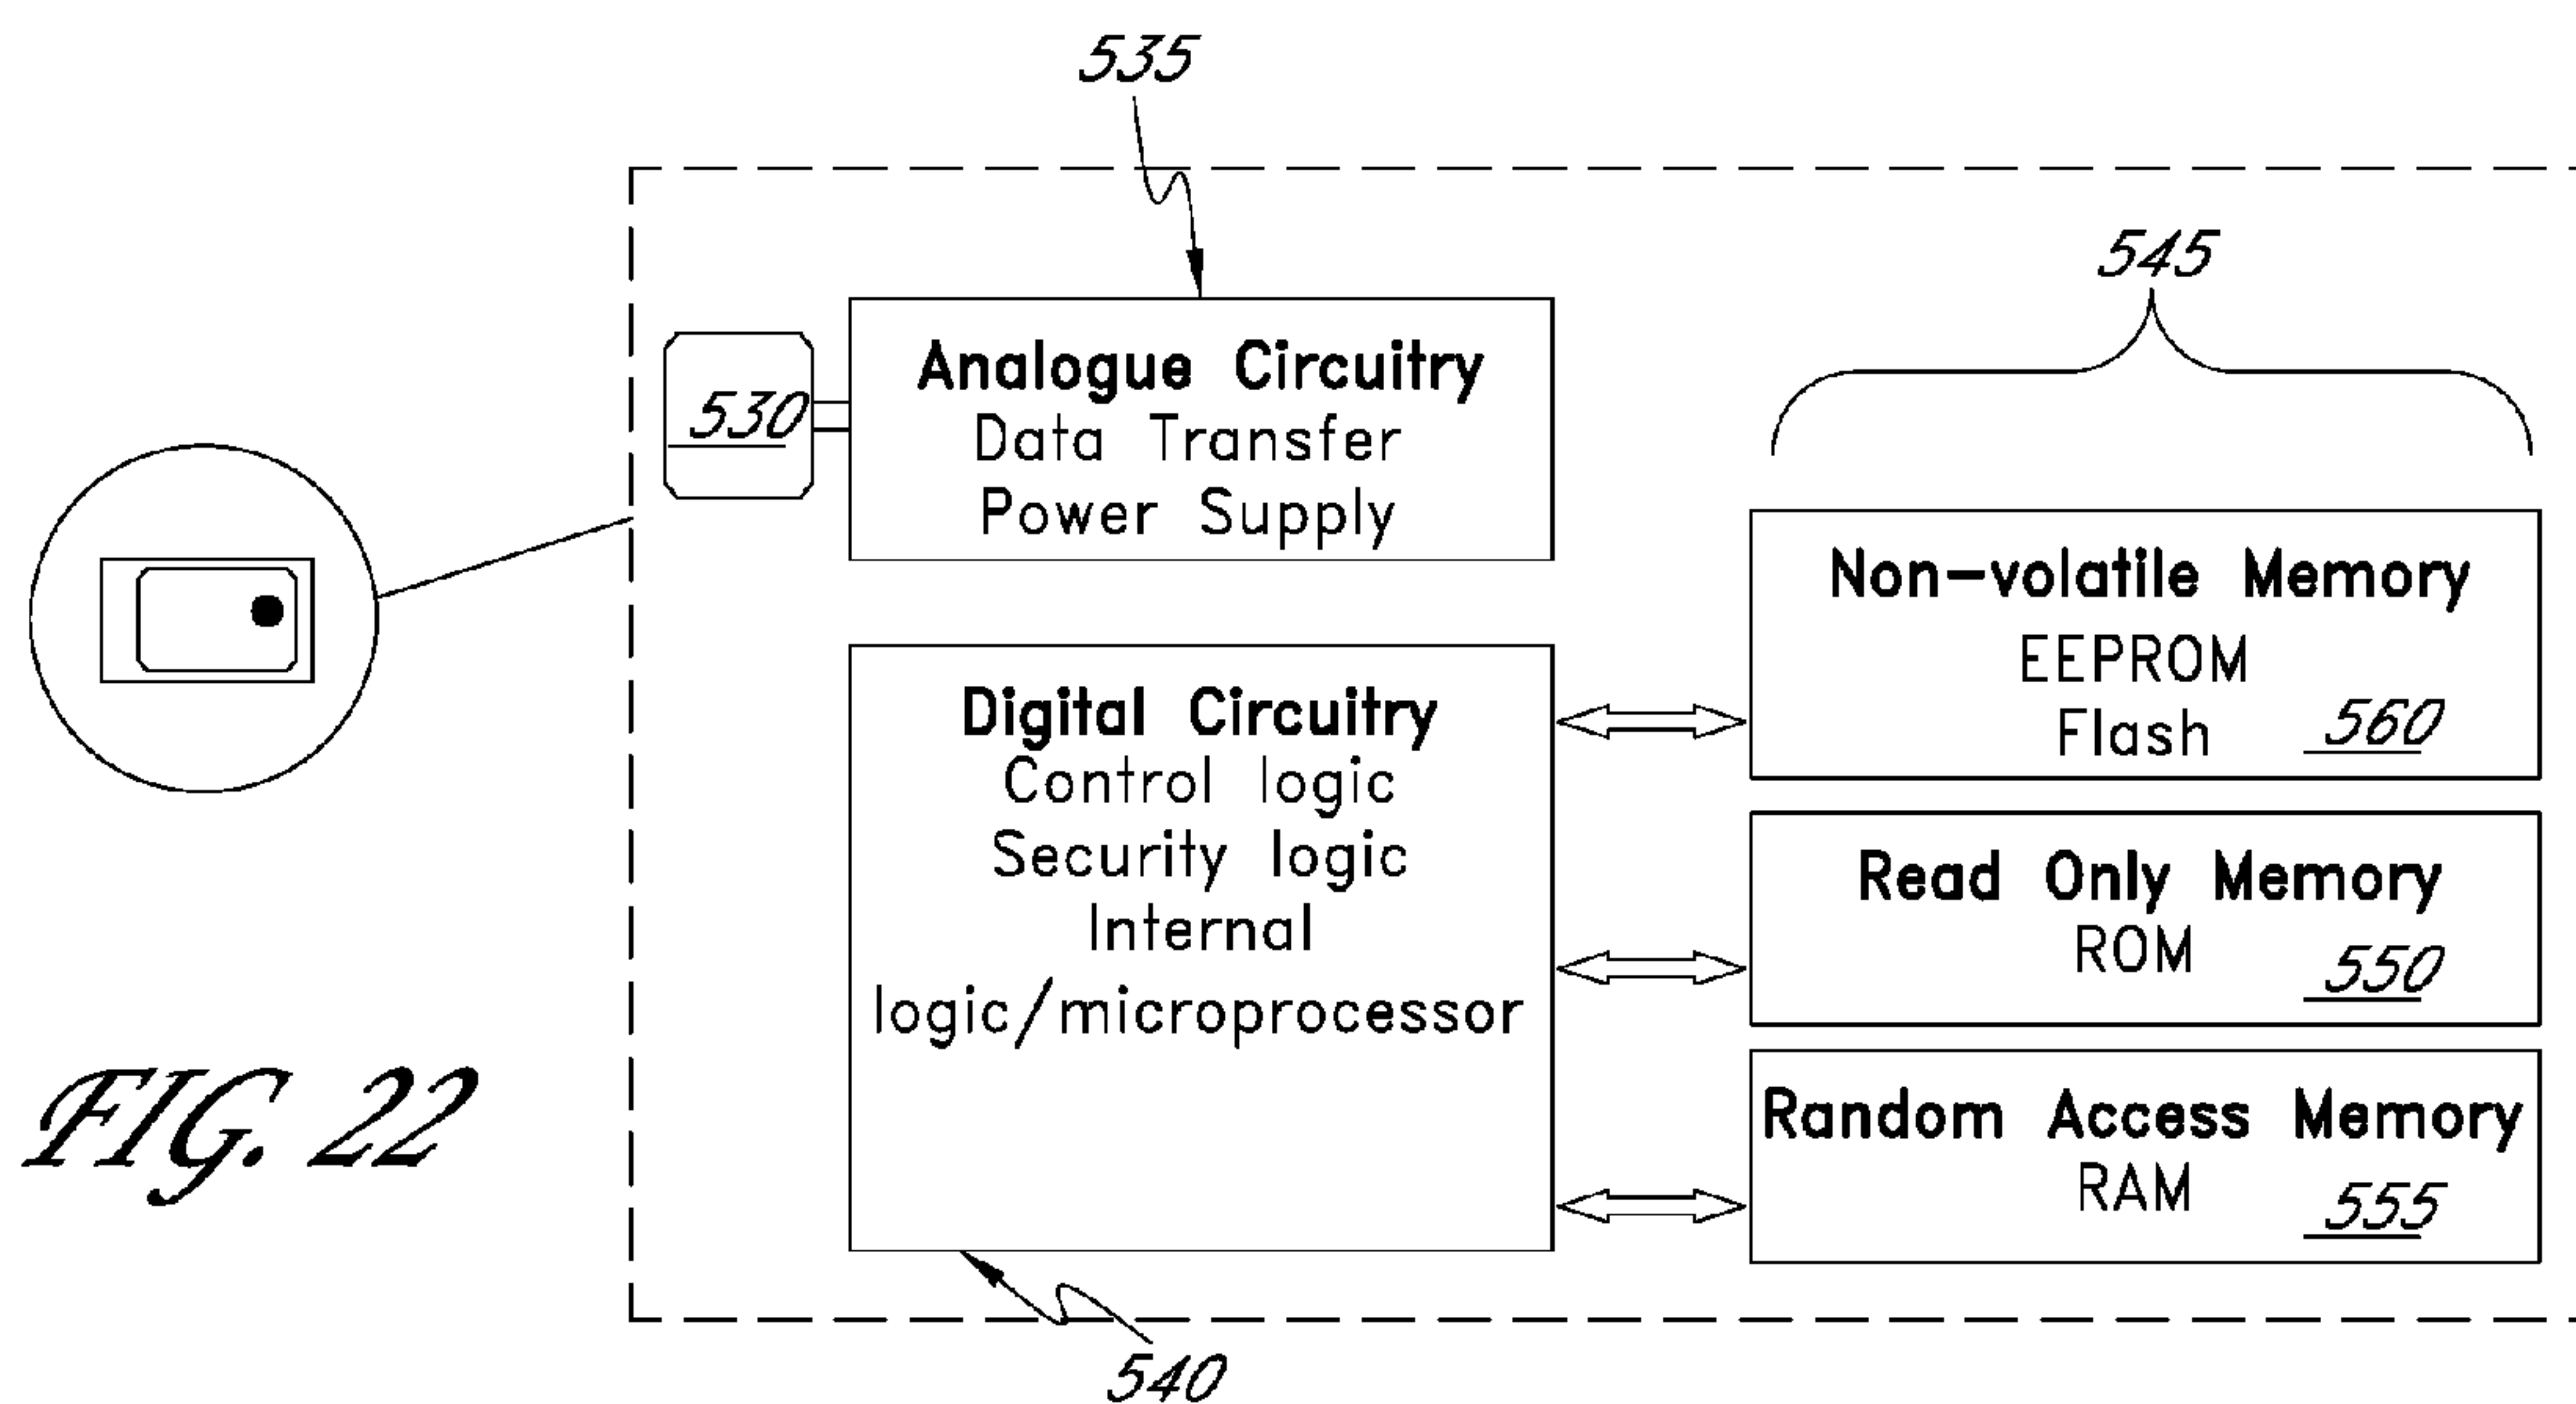 535
545
530
Analogue Circuitry
Data Transfer
Power Supply
Non-volatile Memory
EEPROM
Flash
560
Digital Circuitry
Control logic
Security logic
Internal
logic/microprocessor
Read Only Memory
ROM
550
Random Access Memory
RAM
555
540
FIG. 22